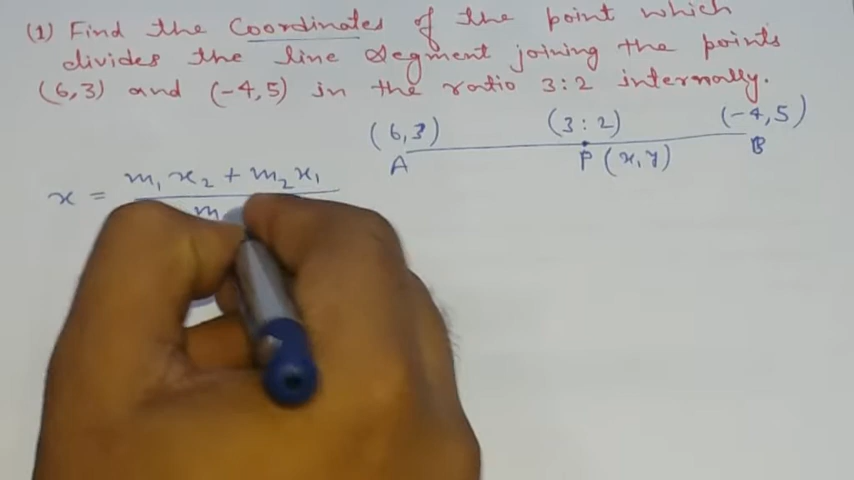 (1) Find the Coordinates of the point which
divides the line segment joining the points
(6,3) and (-4,5) in the ratio 3:2 internally.
(6,3) (3:2) (-4,5)
A P(x,y) B
x = m₁x₂ + m₂x₁
m